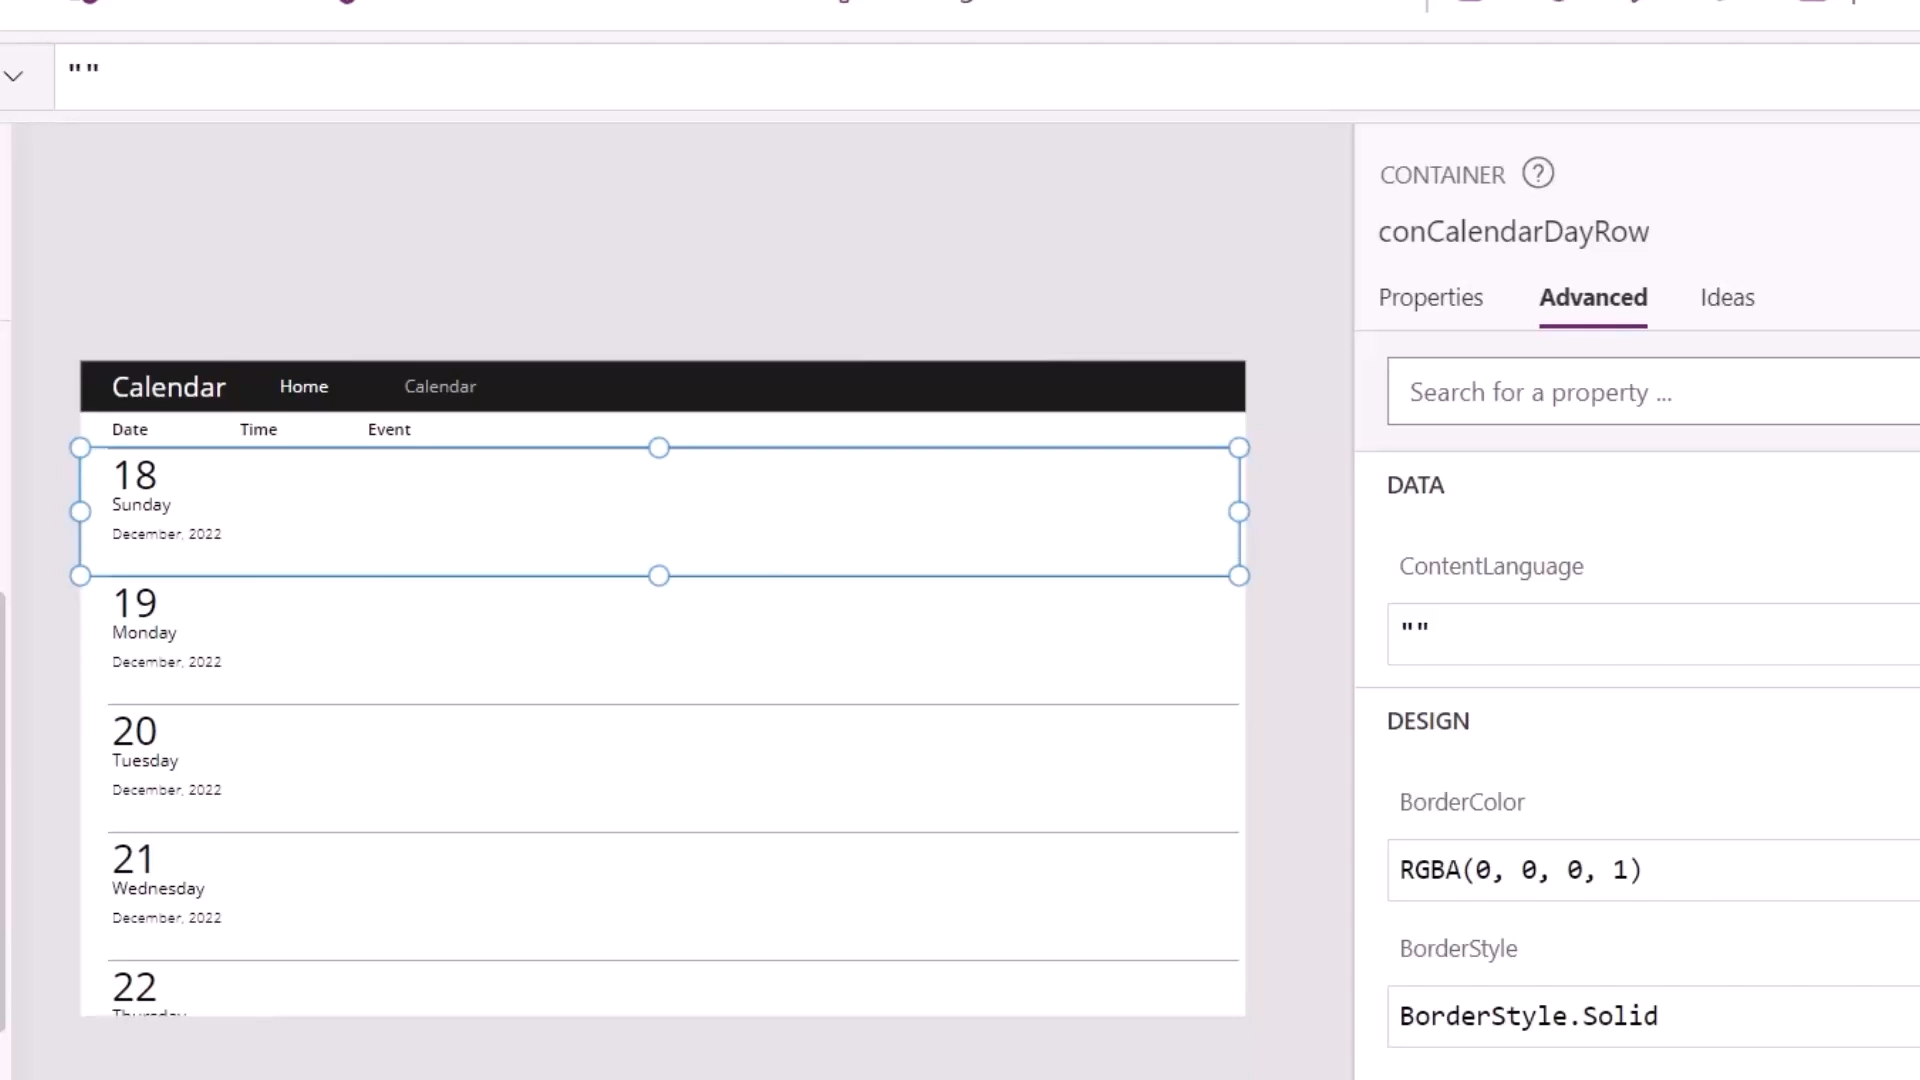 ""
CONTAINER ?
conCalendarDayRow
Properties Advanced Ideas
Search for a property ...
DATA
ContentLanguage
""
DESIGN
BorderColor
RGBA(0, 0, 0, 1)
BorderStyle
BorderStyle.Solid
Calendar Home Calendar
Date Time Event
18
Sunday
December, 2022
19
Monday
December, 2022
20
Tuesday
December, 2022
21
Wednesday
December, 2022
22
Thursday